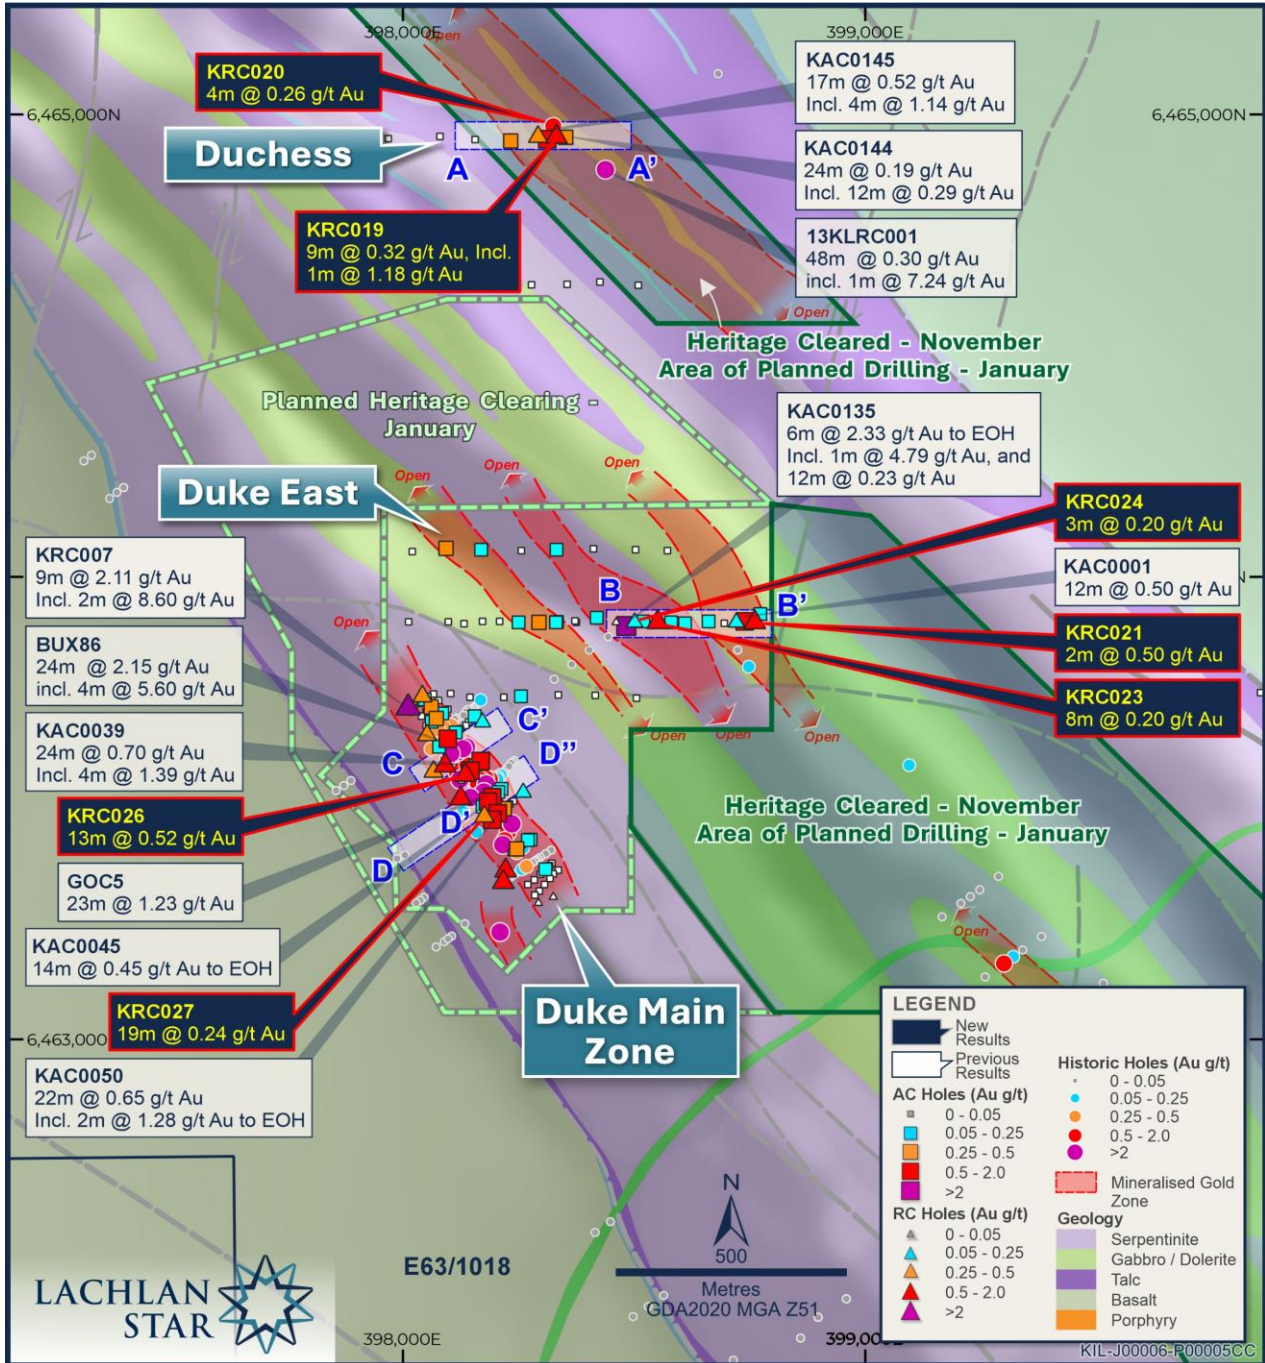 398,000E
399,000E
Open
KRC020
4m @ 0.26 g/t Au
KAC0145
17m @ 0.52 g/t Au
Incl. 4m @ 1.14 g/t Au
6,465,000N
6,465,000N
Duchess
A
A'
KAC0144
24m @ 0.19 g/t Au
Incl. 12m @ 0.29 g/t Au
KRC019
9m @ 0.32 g/t Au, Incl.
1m @ 1.18 g/t Au
13KLRC001
48m @ 0.30 g/t Au
incl. 1m @ 7.24 g/t Au
Open
Heritage Cleared - November
Area of Planned Drilling - January
Planned Heritage Clearing -
January
KAC0135
6m @ 2.33 g/t Au to EOH
Incl. 1m @ 4.79 g/t Au, and
12m @ 0.23 g/t Au
Open
Open
Open
Duke East
KRC024
3m @ 0.20 g/t Au
KRC007
9m @ 2.11 g/t Au
Incl. 2m @ 8.60 g/t Au
KAC0001
12m @ 0.50 g/t Au
N
B
B'
Open
KRC021
2m @ 0.50 g/t Au
BUX86
24m @ 2.15 g/t Au
incl. 4m @ 5.60 g/t Au
KRC023
8m @ 0.20 g/t Au
C'
Open
Open
Open
KAC0039
24m @ 0.70 g/t Au
Incl. 4m @ 1.39 g/t Au
D"
C
KRC026
13m @ 0.52 g/t Au
D'
Heritage Cleared - November
Area of Planned Drilling - January
D
GOC5
23m @ 1.23 g/t Au
KAC0045
14m @ 0.45 g/t Au to EOH
Open
KRC027
19m @ 0.24 g/t Au
Duke Main
Zone
6,463,000
KAC0050
22m @ 0.65 g/t Au
Incl. 2m @ 1.28 g/t Au to EOH
LEGEND
New
Results
Previous
Results
AC Holes (Au g/t)
0 - 0.05
0.05 - 0.25
0.25 - 0.5
0.5 - 2.0
>2
RC Holes (Au g/t)
0 - 0.05
0.05 - 0.25
0.25 - 0.5
0.5 - 2.0
>2
Historic Holes (Au g/t)
0 - 0.05
0.05 - 0.25
0.25 - 0.5
0.5 - 2.0
>2
Mineralised Gold
Zone
Geology
Serpentinite
Gabbro / Dolerite
Talc
Basalt
Porphyry
N
500
Metres
GDA2020 MGA Z51
E63/1018
LACHLAN
STAR
398,000E
399,000E
KIL-J00006-P00005CC